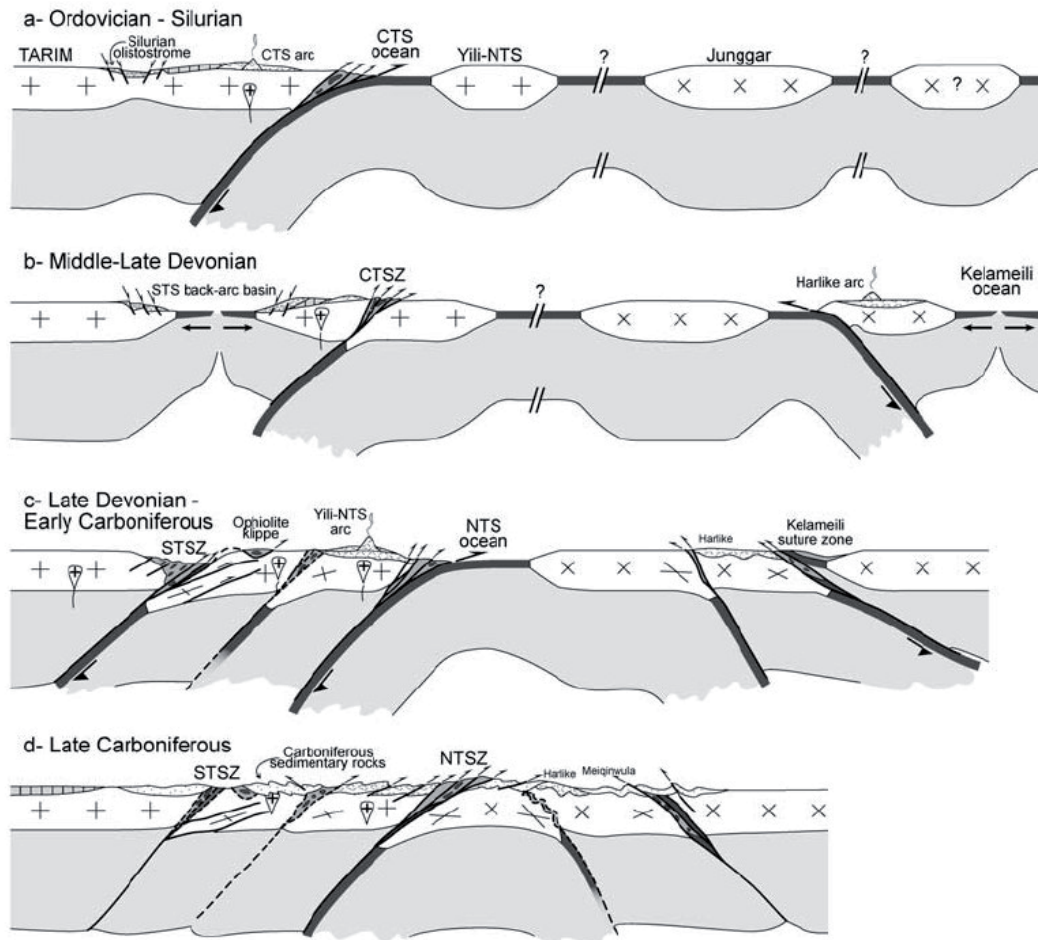 a- Ordovician - Silurian
TARIM
Silurian
olistostrome
CTS arc
CTS
ocean
Yili-NTS
?
Junggar
?
?
b- Middle-Late Devonian
STS back-arc basin
CTSZ
?
Harlike arc
Kelameili
ocean
c- Late Devonian -
Early Carboniferous
STSZ
Ophiolite
klippe
Yili-NTS
arc
NTS
ocean
Harlike
Kelameili
suture zone
d- Late Carboniferous
STSZ
Carboniferous
sedimentary rocks
NTSZ
Harlike
Meiqinwula